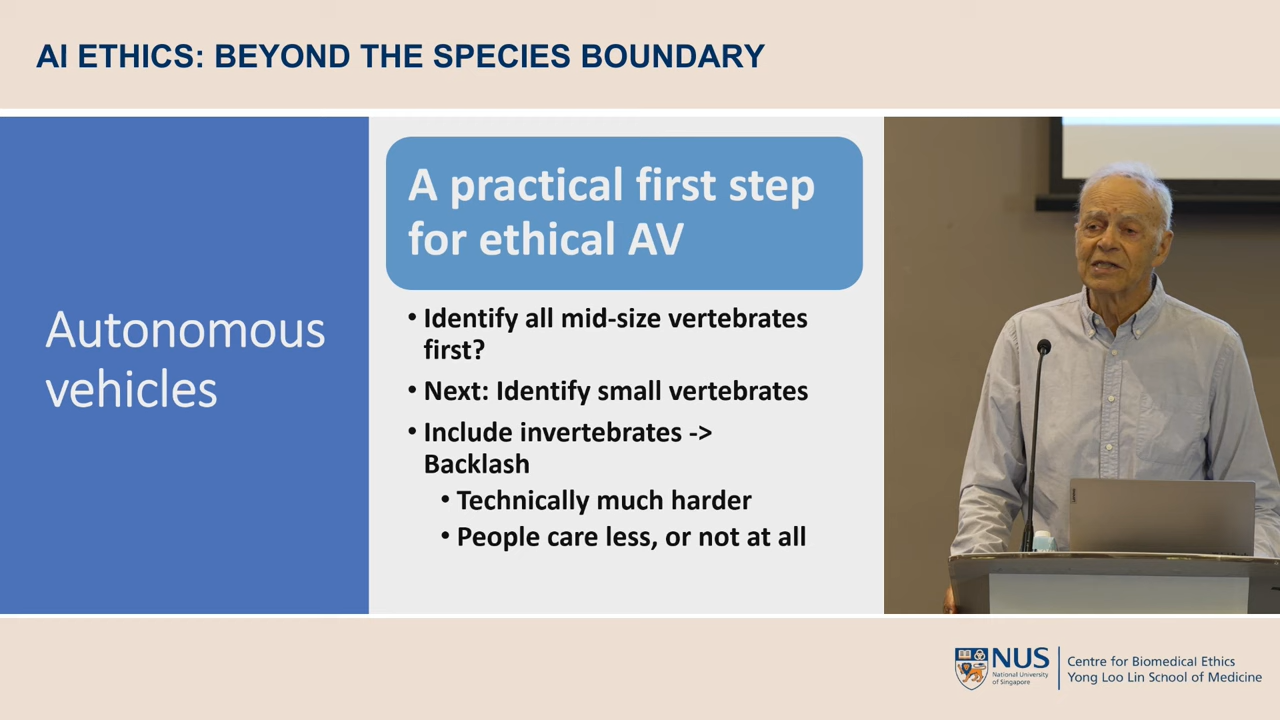 AI ETHICS: BEYOND THE SPECIES BOUNDARY
Autonomous
vehicles
A practical first step
for ethical AV
• Identify all mid-size vertebrates
first?
• Next: Identify small vertebrates
• Include invertebrates ->
Backlash
• Technically much harder
• People care less, or not at all
NUS
National University
of Singapore
Centre for Biomedical Ethics
Yong Loo Lin School of Medicine